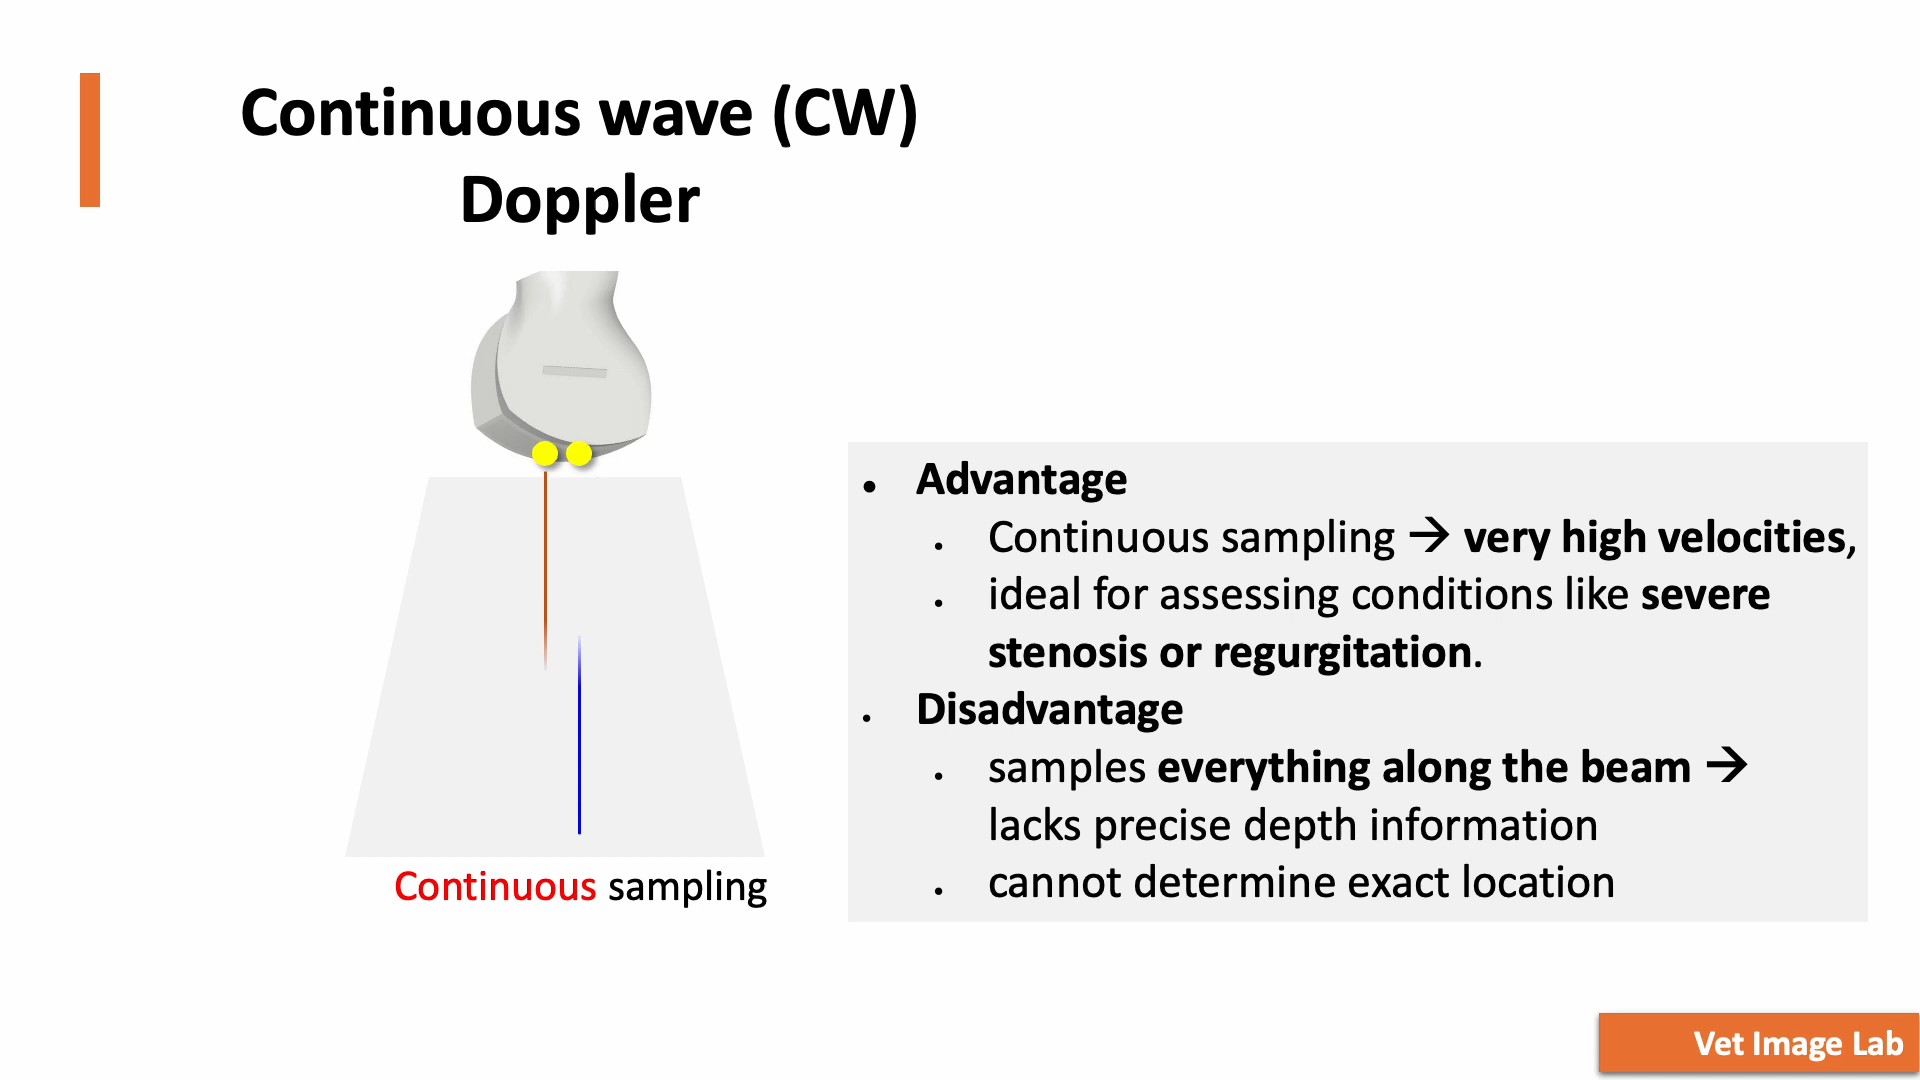 Continuous wave (CW)
Doppler
• Advantage
• Continuous sampling → very high velocities,
• ideal for assessing conditions like severe
stenosis or regurgitation.
• Disadvantage
• samples everything along the beam →
lacks precise depth information
• cannot determine exact location
Continuous sampling
Vet Image Lab